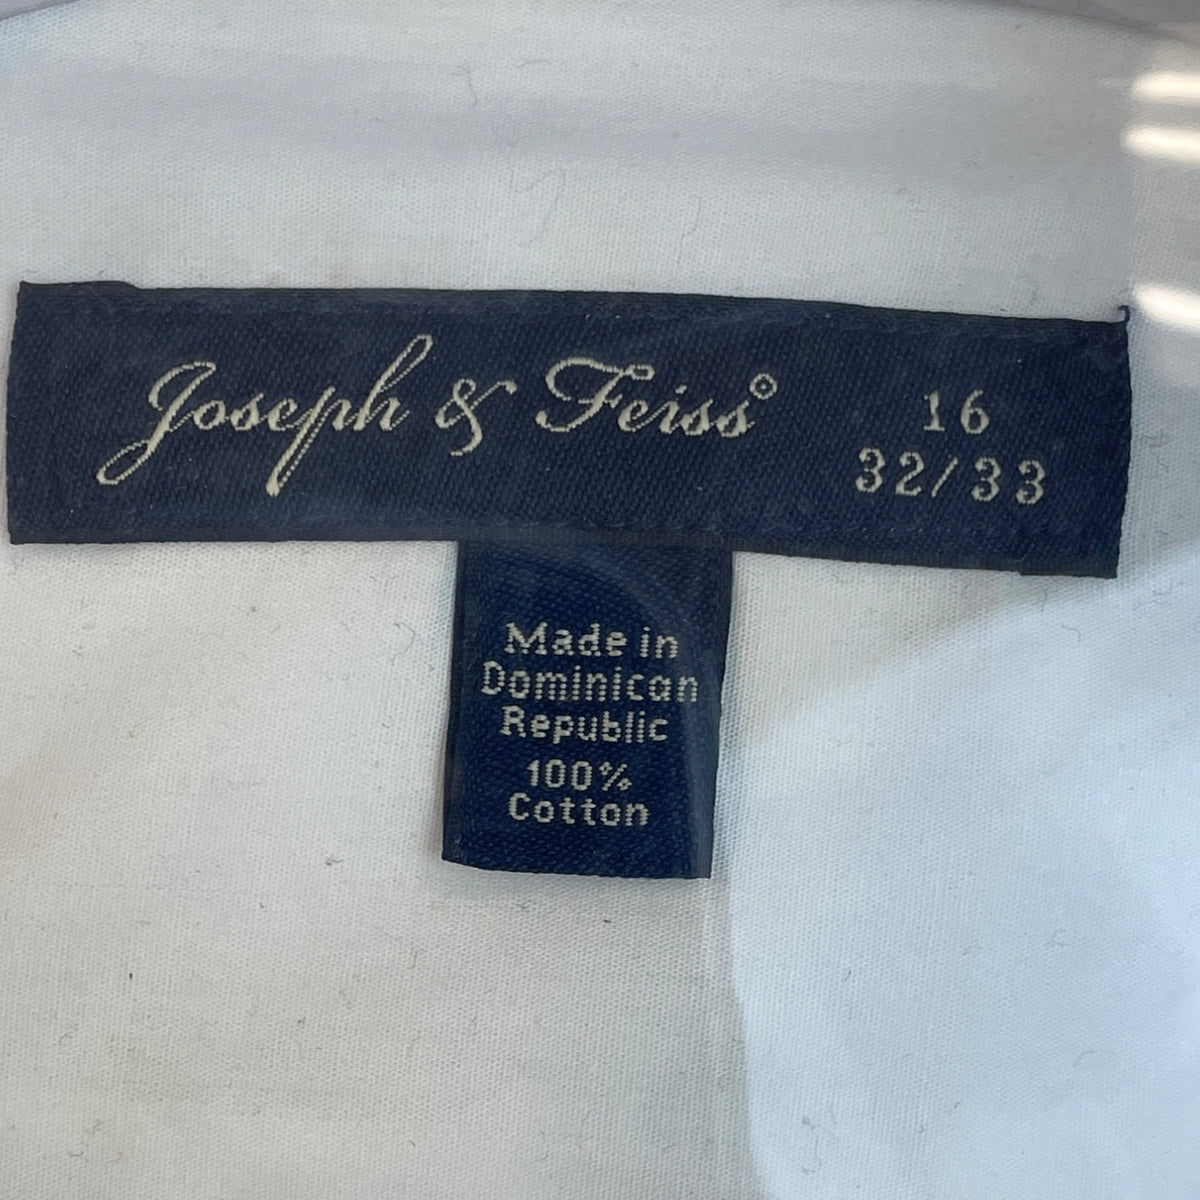 Joseph & Feiss®
16
32/33
Made in
Dominican
Republic
100%
Cotton